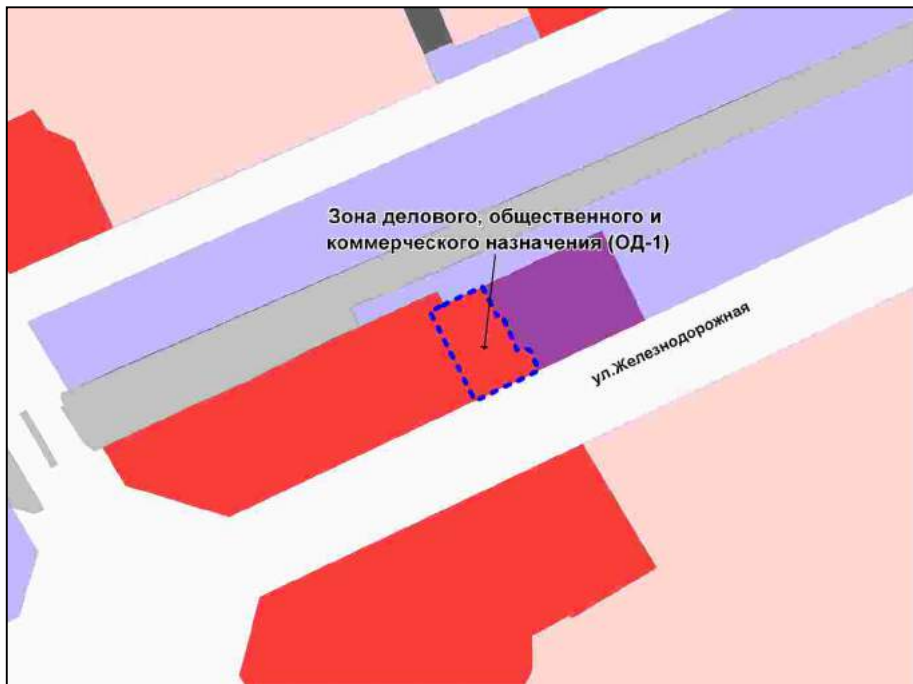 Зона делового, общественного и
коммерческого назначения (ОД-1)
ул.Железнодорожная